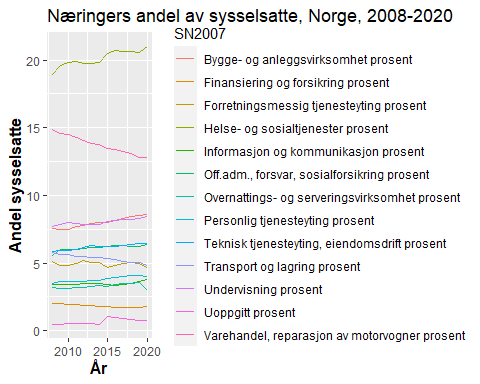 Næringers andel av sysselsatte, Norge, 2008-2020
SN2007
Bygge- og anleggsvirksomhet prosent
Finansiering og forsikring prosent
Forretningsmessig tjenesteyting prosent
Helse- og sosialtjenester prosent
Informasjon og kommunikasjon prosent
Off.adm., forsvar, sosialforsikring prosent
Overnattings- og serveringsvirksomhet prosent
Personlig tjenesteyting prosent
Teknisk tjenesteyting, eiendomsdrift prosent
Transport og lagring prosent
Undervisning prosent
Uoppgitt prosent
Varehandel, reparasjon av motorvogner prosent
Andel sysselsatte
20
15
10
5
0
2010 2015 2020
År